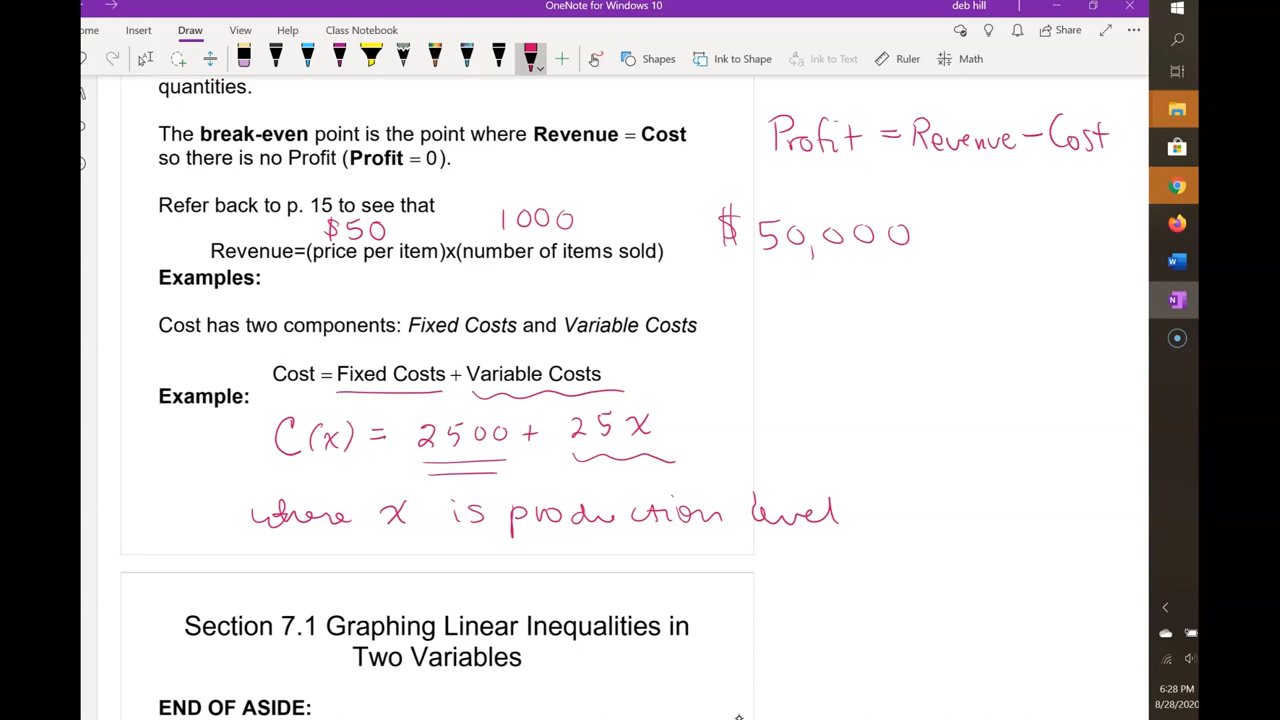 OneNote for Windows 10
deb hill
ome Insert Draw View Help Class Notebook Share
Shapes Ink to Shape Ink to Text Ruler Math
quantities.
The break-even point is the point where Revenue = Cost
so there is no Profit (Profit = 0).
Profit = Revenue - Cost
Refer back to p. 15 to see that
$50 1000 $ 50,000
Revenue=(price per item)x(number of items sold)
Examples:
Cost has two components: Fixed Costs and Variable Costs
Cost = Fixed Costs + Variable Costs
Example:
C(x) = 2500 + 25x
where x is production level
Section 7.1 Graphing Linear Inequalities in
Two Variables
END OF ASIDE:
6:28 PM
8/28/2020